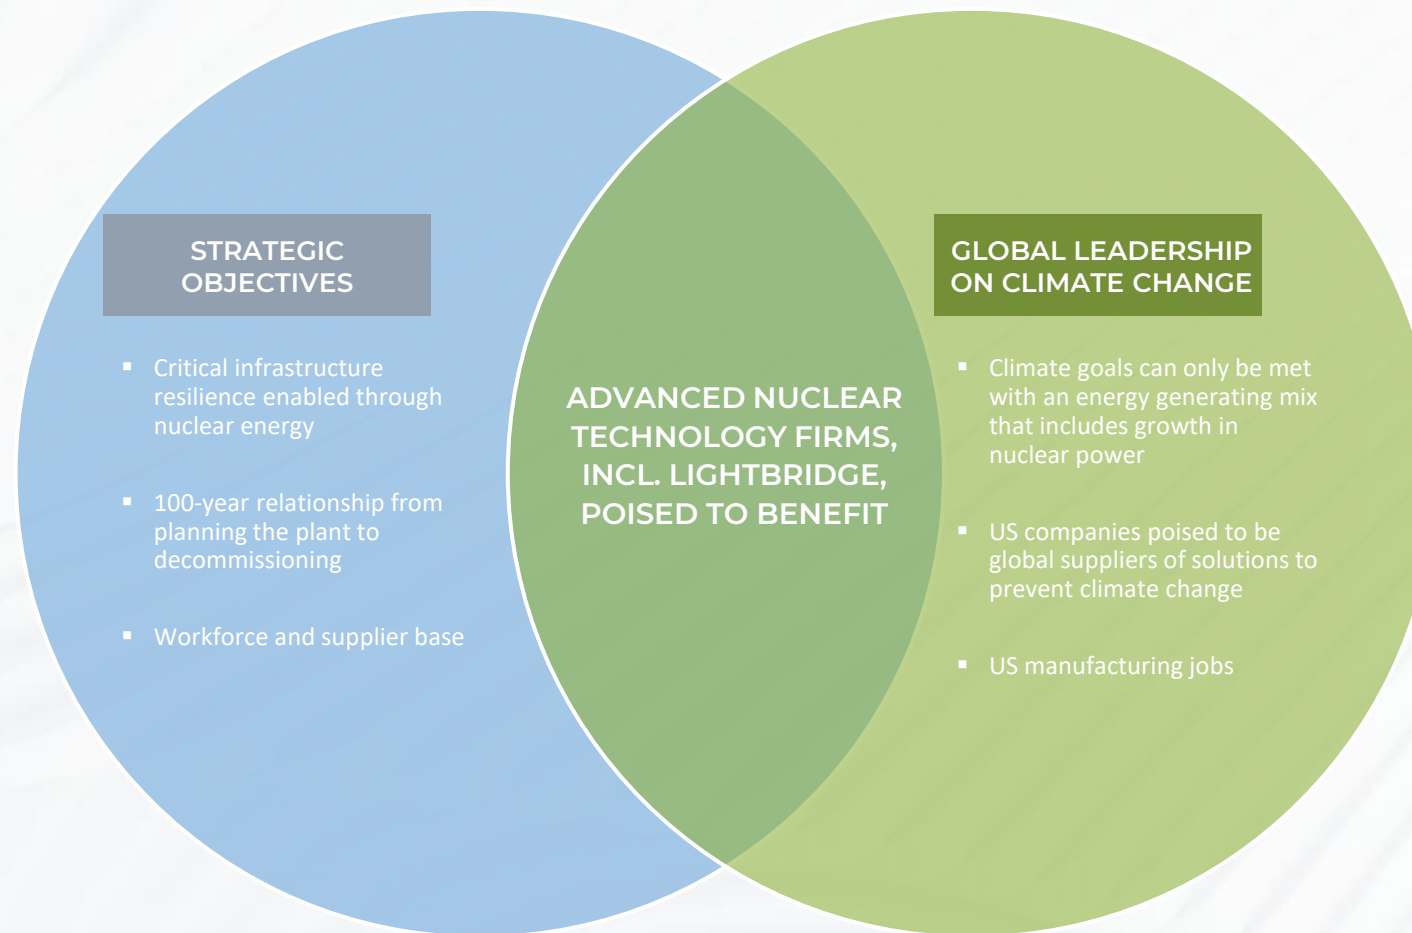 STRATEGIC
OBJECTIVES
▪ Critical infrastructure
resilience enabled through
nuclear energy
▪ 100-year relationship from
planning the plant to
decommissioning
▪ Workforce and supplier base
ADVANCED NUCLEAR
TECHNOLOGY FIRMS,
INCL. LIGHTBRIDGE,
POISED TO BENEFIT
GLOBAL LEADERSHIP
ON CLIMATE CHANGE
▪ Climate goals can only be met
with an energy generating mix
that includes growth in
nuclear power
▪ US companies poised to be
global suppliers of solutions to
prevent climate change
▪ US manufacturing jobs